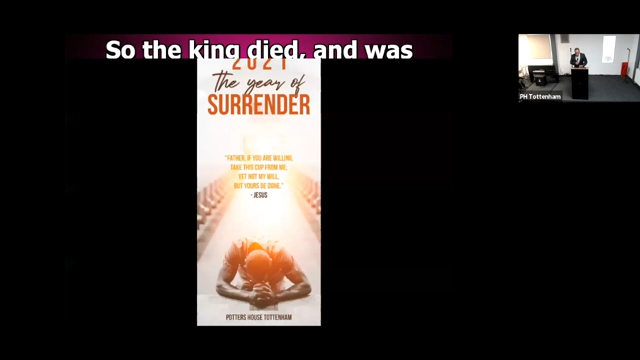 So the king died, and was
2021
The year of
SURRENDER
"FATHER, IF YOU ARE WILLING,
TAKE THIS CUP FROM ME,
YET NOT MY WILL,
BUT YOURS BE DONE."
- JESUS
POTTERS HOUSE TOTTENHAM
PH Tottenham